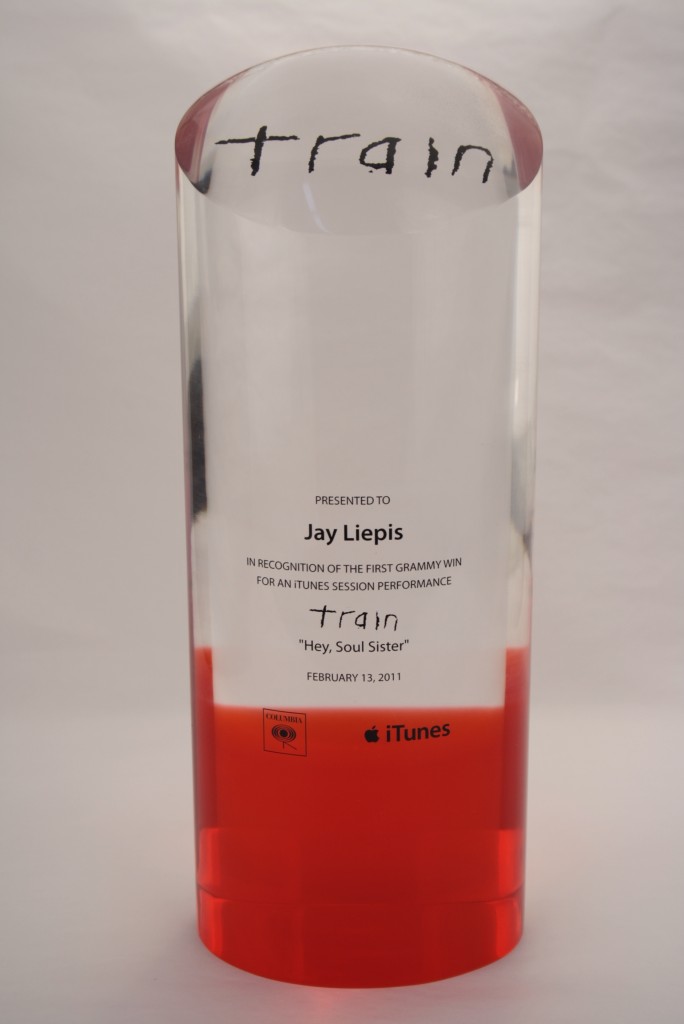 train
PRESENTED TO
Jay Liepis
IN RECOGNITION OF THE FIRST GRAMMY WIN
FOR AN iTUNES SESSION PERFORMANCE
train
"Hey, Soul Sister"
FEBRUARY 13, 2011
COLUMBIA
iTunes